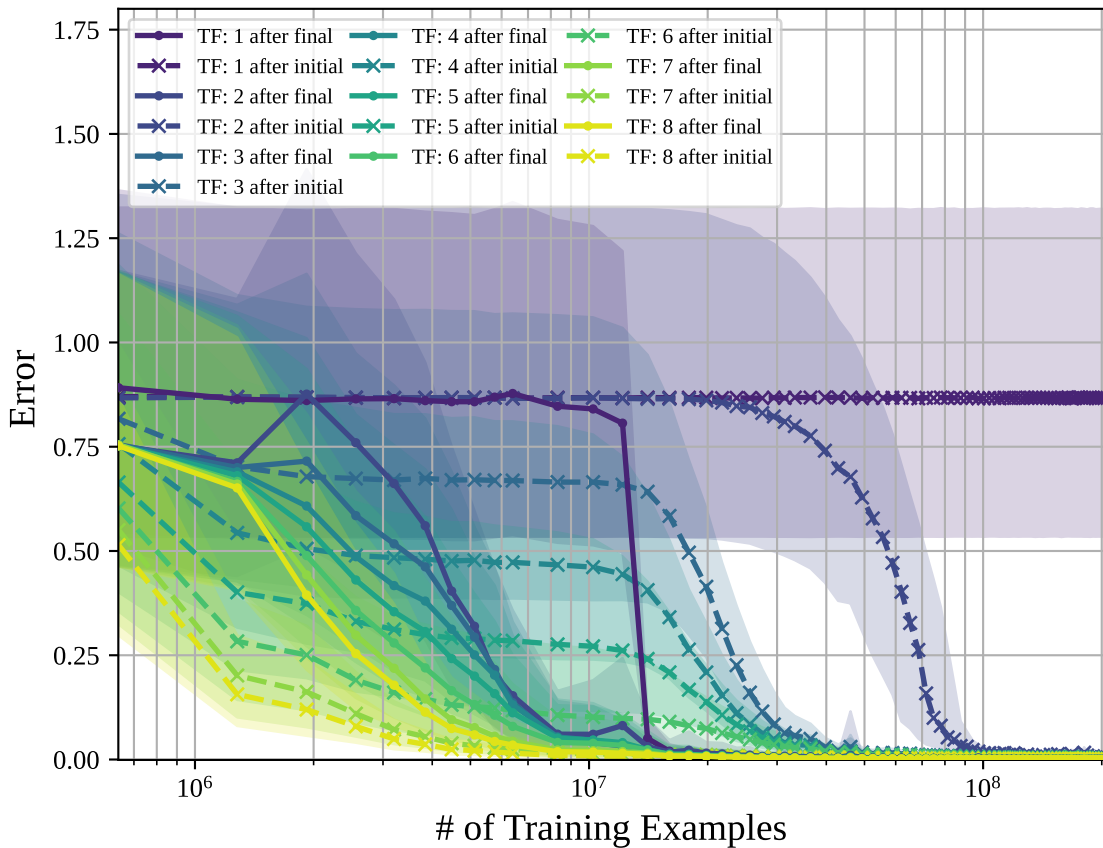 1.75
1.50
1.25
1.00
0.75
0.50
0.25
0.00
Error
TF: 1 after final
TF: 1 after initial
TF: 2 after final
TF: 2 after initial
TF: 3 after final
TF: 3 after initial
TF: 4 after final
TF: 4 after initial
TF: 5 after final
TF: 5 after initial
TF: 6 after final
TF: 6 after initial
TF: 7 after final
TF: 7 after initial
TF: 8 after final
TF: 8 after initial
10⁶ 10⁷ 10⁸
# of Training Examples